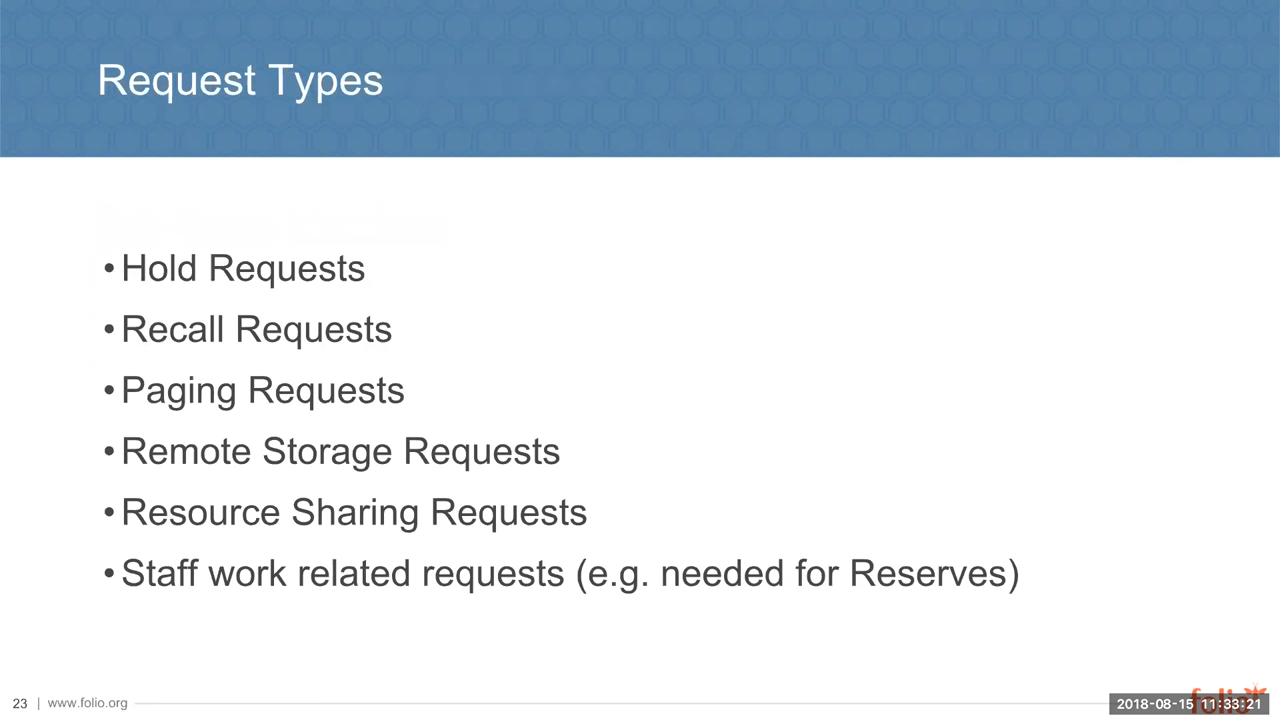 Request Types
•Hold Requests
•Recall Requests
•Paging Requests
•Remote Storage Requests
•Resource Sharing Requests
•Staff work related requests (e.g. needed for Reserves)
23 | www.folio.org
folio
2018-08-15 11:33:21